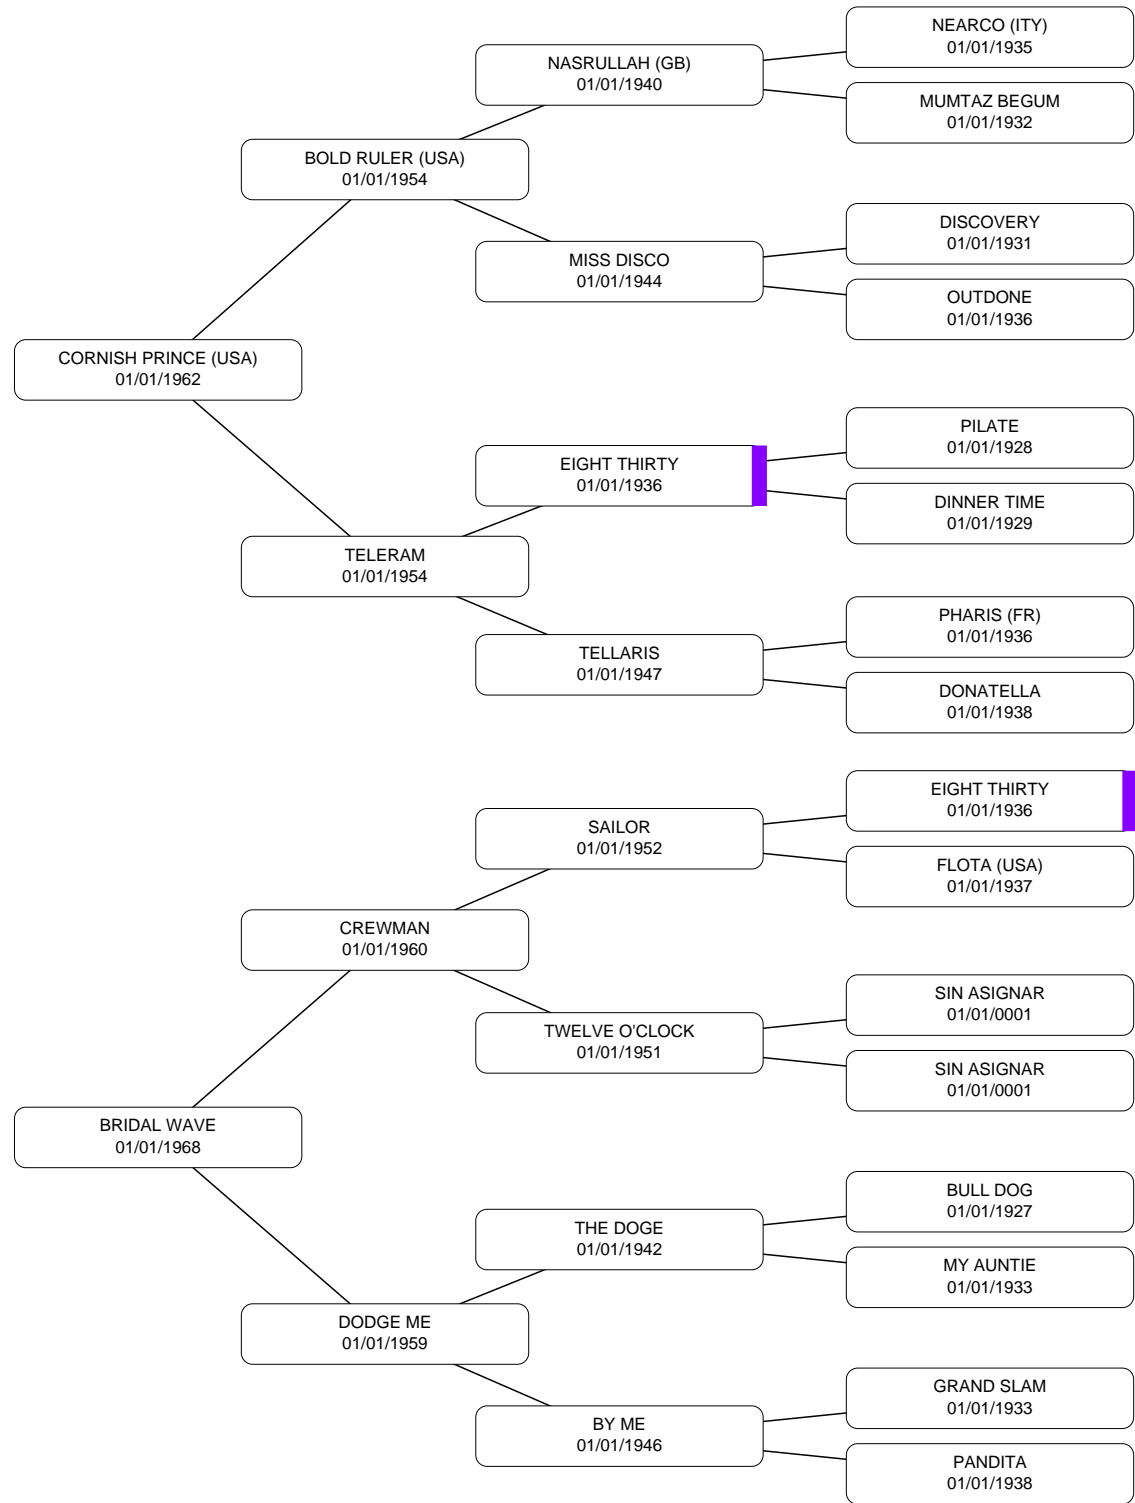 NEARCO (ITY)
01/01/1935
NASRULLAH (GB)
01/01/1940
MUMTAZ BEGUM
01/01/1932
BOLD RULER (USA)
01/01/1954
DISCOVERY
01/01/1931
MISS DISCO
01/01/1944
OUTDONE
01/01/1936
CORNISH PRINCE (USA)
01/01/1962
PILATE
01/01/1928
EIGHT THIRTY
01/01/1936
DINNER TIME
01/01/1929
TELERAM
01/01/1954
PHARIS (FR)
01/01/1936
TELLARIS
01/01/1947
DONATELLA
01/01/1938
EIGHT THIRTY
01/01/1936
SAILOR
01/01/1952
FLOTA (USA)
01/01/1937
CREWMAN
01/01/1960
SIN ASIGNAR
01/01/0001
TWELVE O'CLOCK
01/01/1951
SIN ASIGNAR
01/01/0001
BRIDAL WAVE
01/01/1968
BULL DOG
01/01/1927
THE DOGE
01/01/1942
MY AUNTIE
01/01/1933
DODGE ME
01/01/1959
GRAND SLAM
01/01/1933
BY ME
01/01/1946
PANDITA
01/01/1938